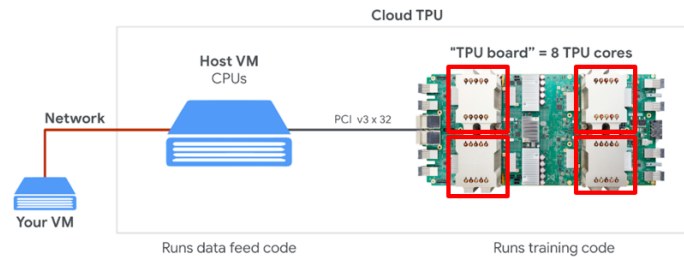 Cloud TPU
Host VM
CPUs
"TPU board” = 8 TPU cores
Network
PCI v3 x 32
Your VM
Runs data feed code
Runs training code